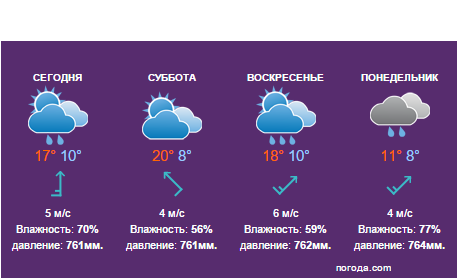 СЕГОДНЯ СУББОТА ВОСКРЕСЕНЬЕ ПОНЕДЕЛЬНИК
17° 10° 20° 8° 18° 10° 11° 8°
5 м/с 4 м/с 6 м/с 4 м/с
Влажность: 70% Влажность: 56% Влажность: 59% Влажность: 77%
давление: 761мм. давление: 761мм. давление: 762мм. давление: 764мм.
погода.com